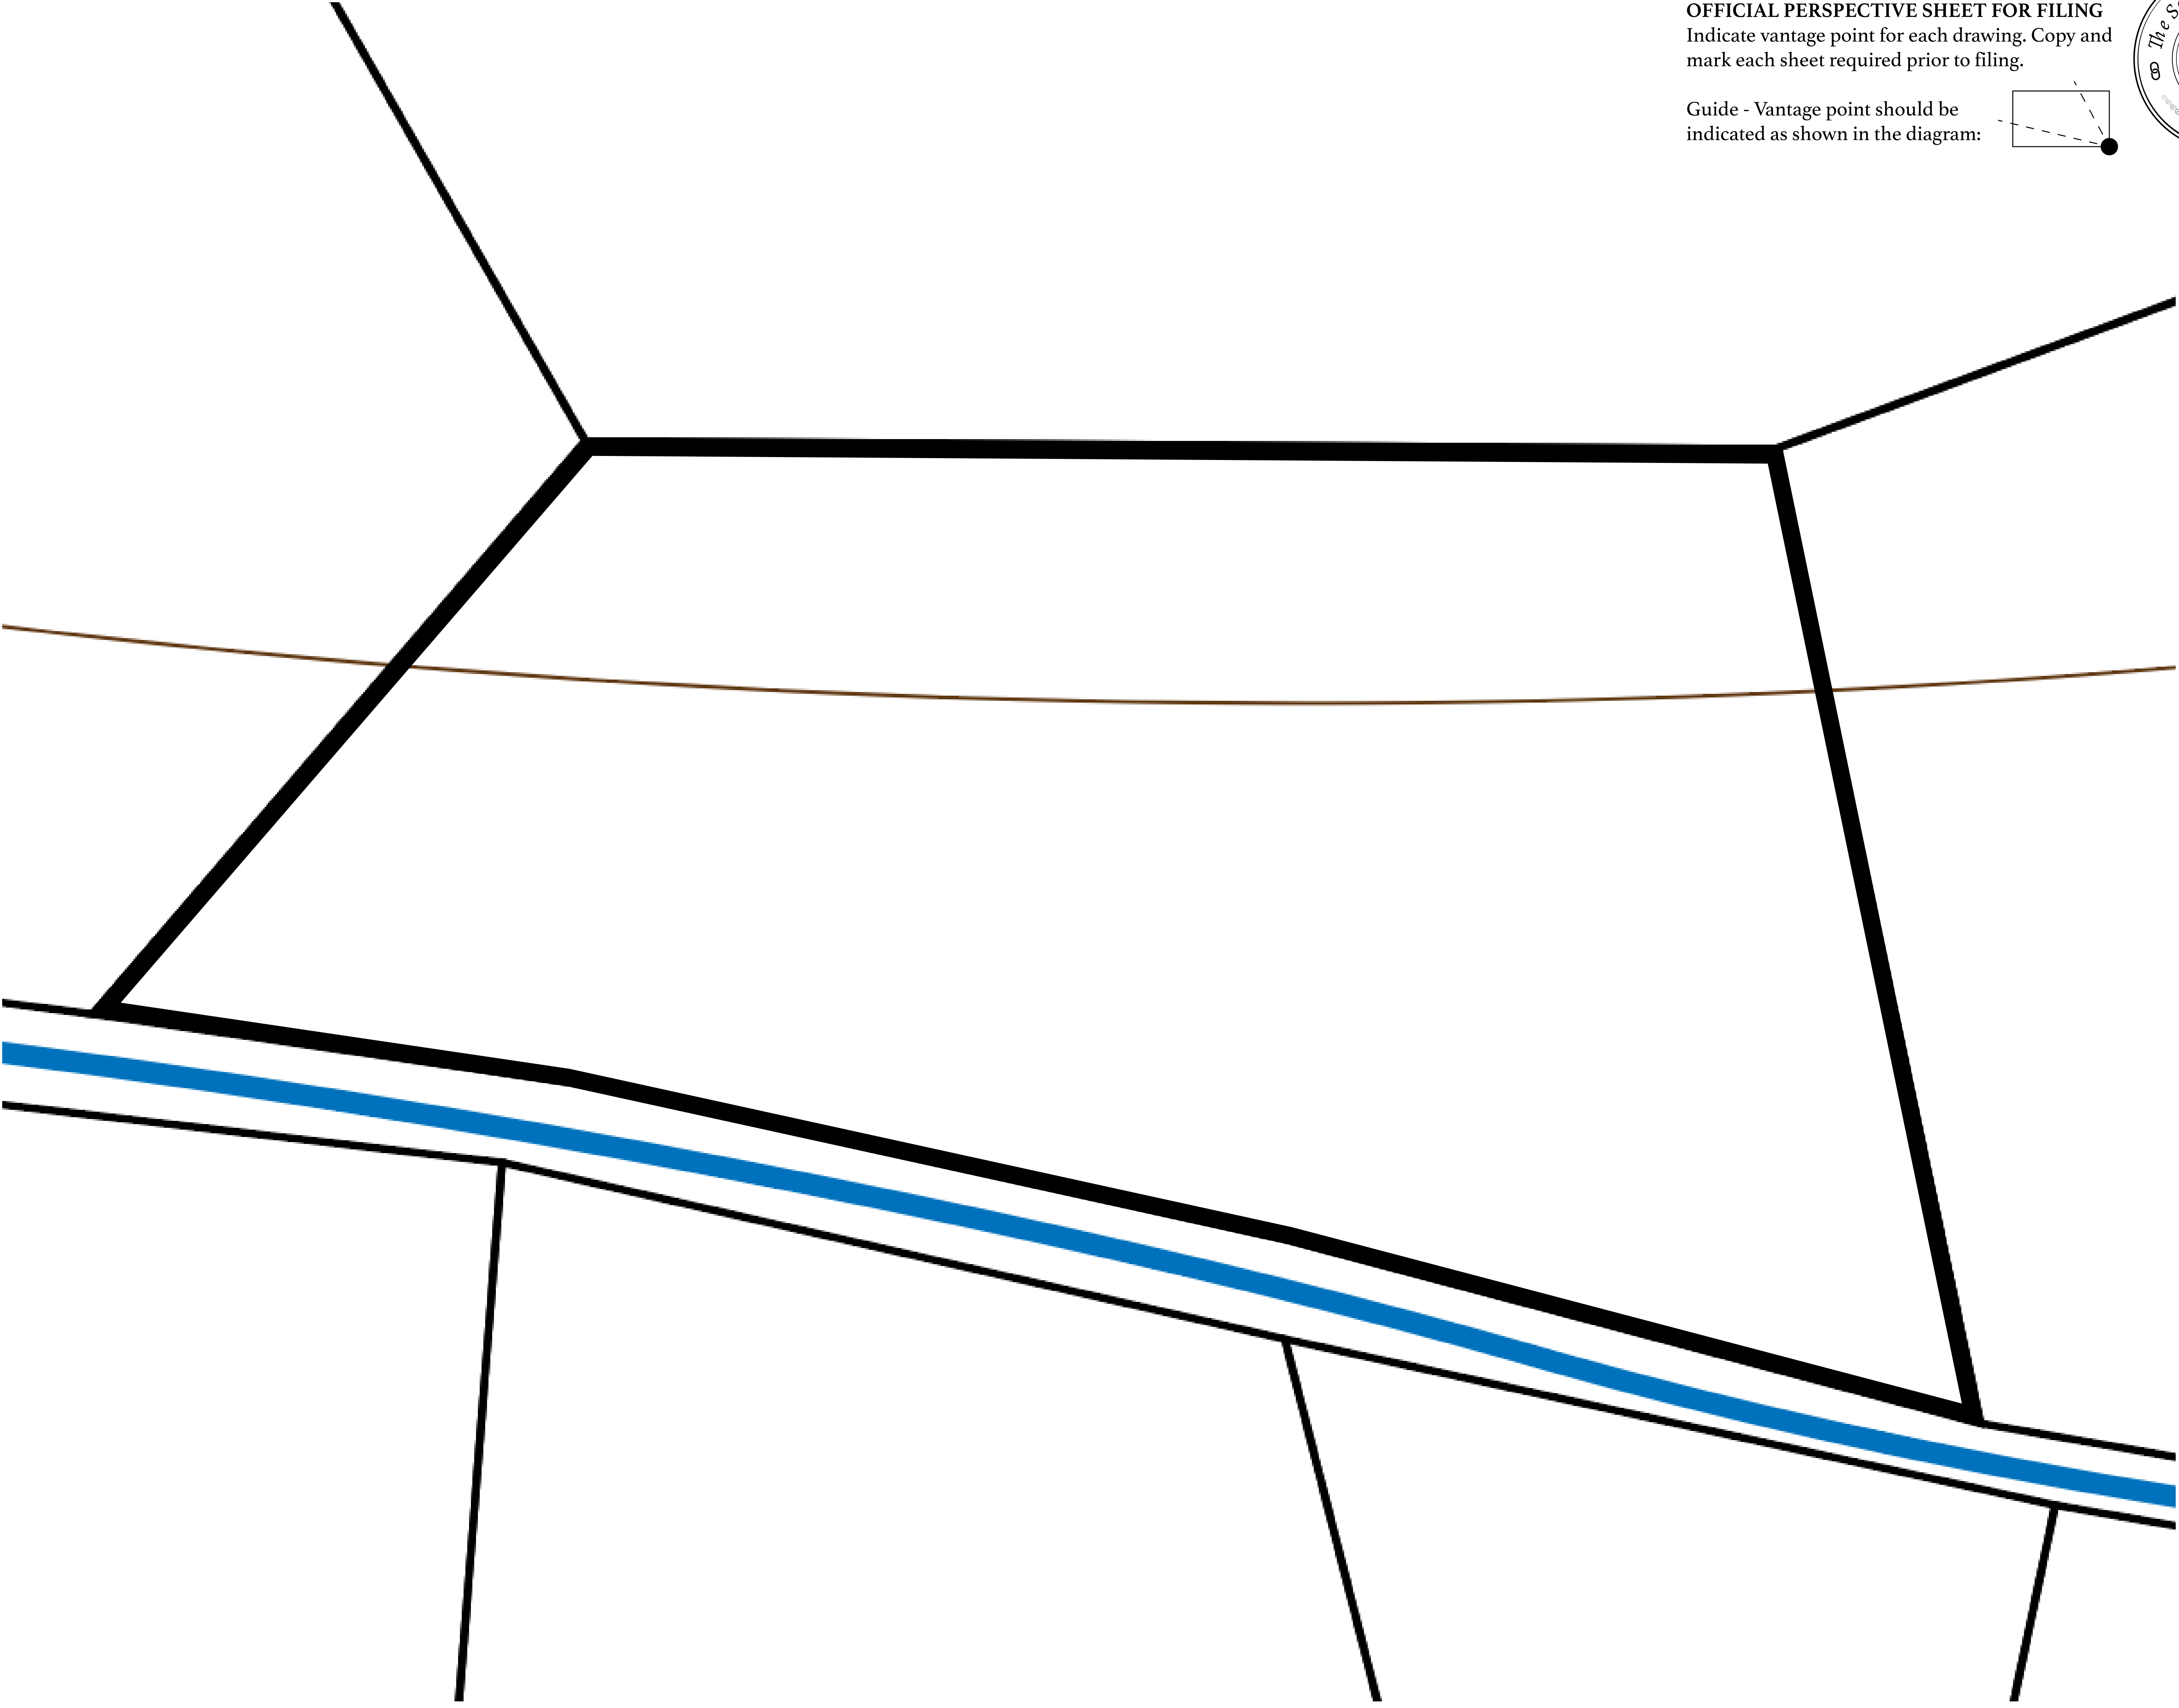 OFFICIAL PERSPECTIVE SHEET FOR FILING
Indicate vantage point for each drawing. Copy and
mark each sheet required prior to filing.
Guide - Vantage point should be
indicated as shown in the diagram:
The